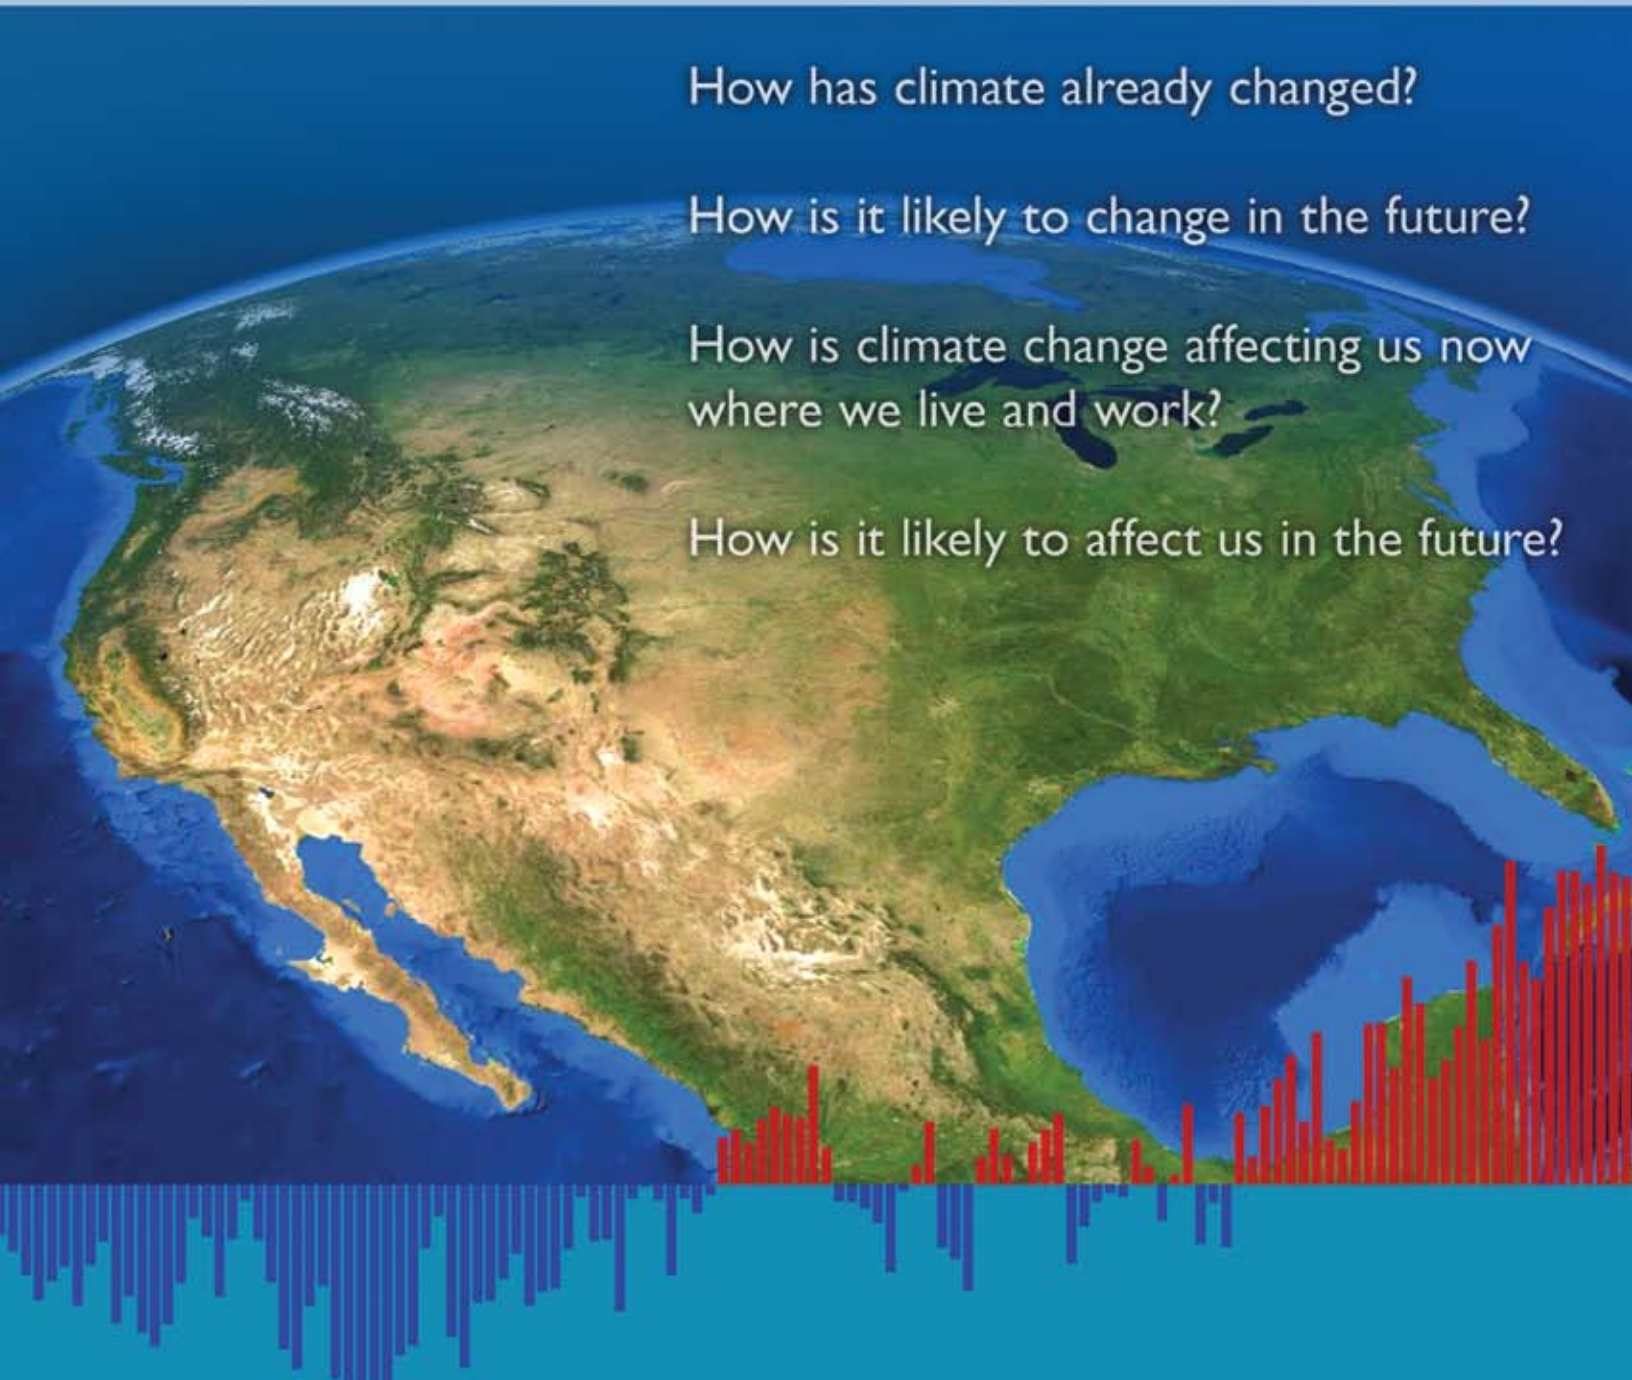 How has climate already changed?
How is it likely to change in the future?
How is climate change affecting us now
where we live and work?
How is it likely to affect us in the future?